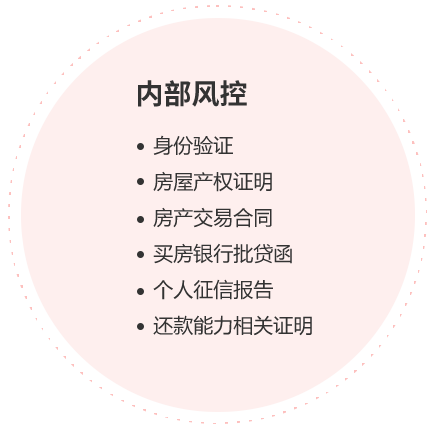 内部风控
• 身份验证
• 房屋产权证明
• 房产交易合同
• 买房银行批贷函
• 个人征信报告
• 还款能力相关证明